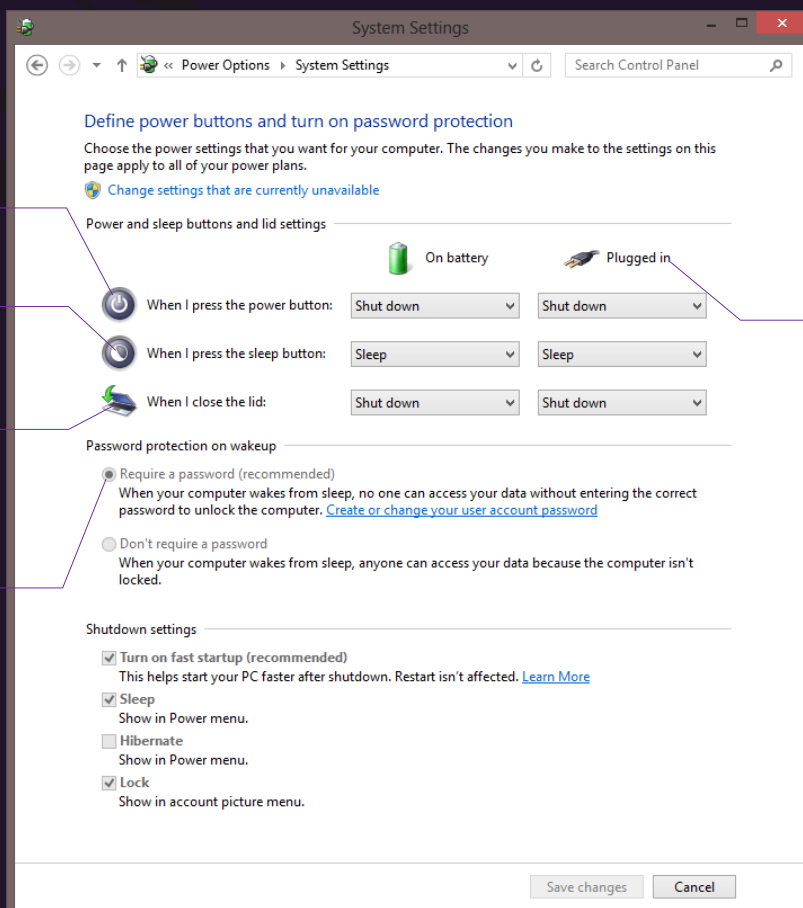 System Settings
« Power Options System Settings Search Control Panel
Define power buttons and turn on password protection
Choose the power settings that you want for your computer. The changes you make to the settings on this
page apply to all of your power plans.
Change settings that are currently unavailable
Power and sleep buttons and lid settings
On battery Plugged in
When I press the power button: Shut down Shut down
When I press the sleep button: Sleep Sleep
When I close the lid: Shut down Shut down
Password protection on wakeup
Require a password (recommended)
When your computer wakes from sleep, no one can access your data without entering the correct
password to unlock the computer. Create or change your user account password
Don't require a password
When your computer wakes from sleep, anyone can access your data because the computer isn't
locked.
Shutdown settings
Turn on fast startup (recommended)
This helps start your PC faster after shutdown. Restart isn't affected. Learn More
Sleep
Show in Power menu.
Hibernate
Show in Power menu.
Lock
Show in account picture menu.
Save changes Cancel